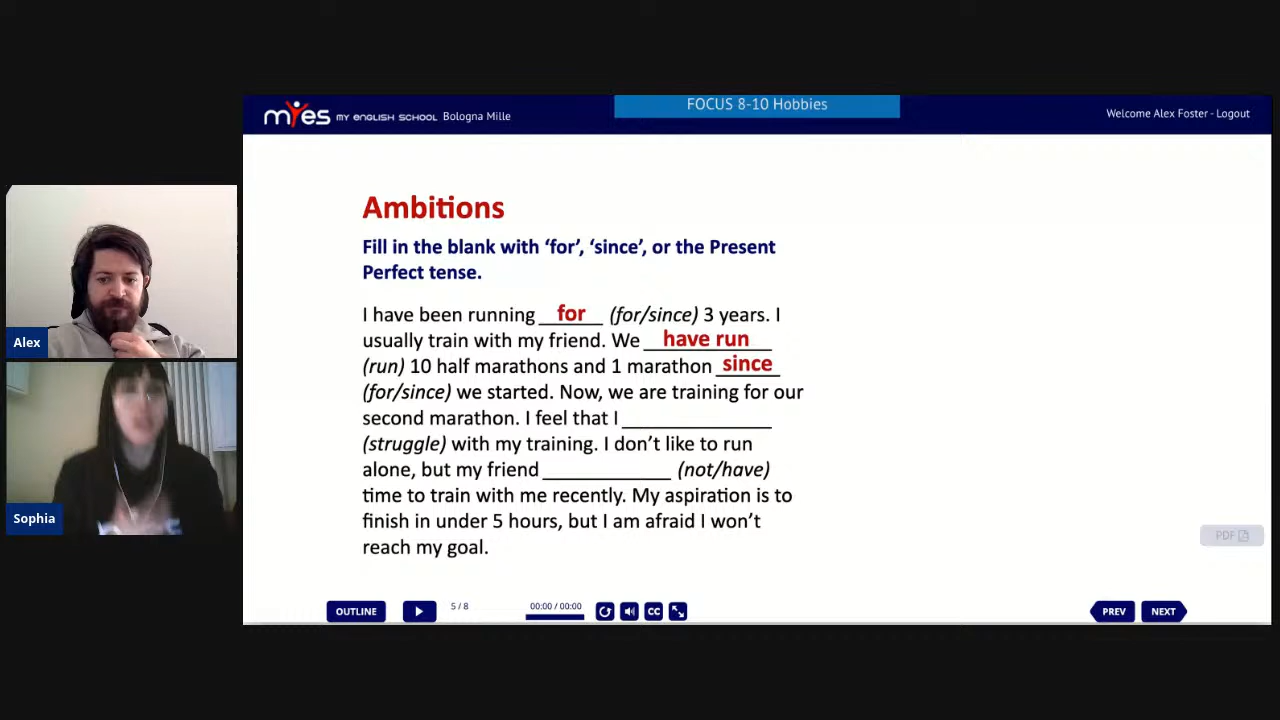 FOCUS 8-10 Hobbies
myes MY ENGLISH SCHOOL Bologna Mille
Welcome Alex Foster - Logout
Ambitions
Fill in the blank with ‘for’, ‘since’, or the Present
Perfect tense.
I have been running for (for/since) 3 years. I
usually train with my friend. We have run
(run) 10 half marathons and 1 marathon since
(for/since) we started. Now, we are training for our
second marathon. I feel that I ______________
(struggle) with my training. I don’t like to run
alone, but my friend ____________ (not/have)
time to train with me recently. My aspiration is to
finish in under 5 hours, but I am afraid I won’t
reach my goal.
Alex
Sophia
PDF
OUTLINE
5 / 8
00:00 / 00:00
CC
PREV
NEXT